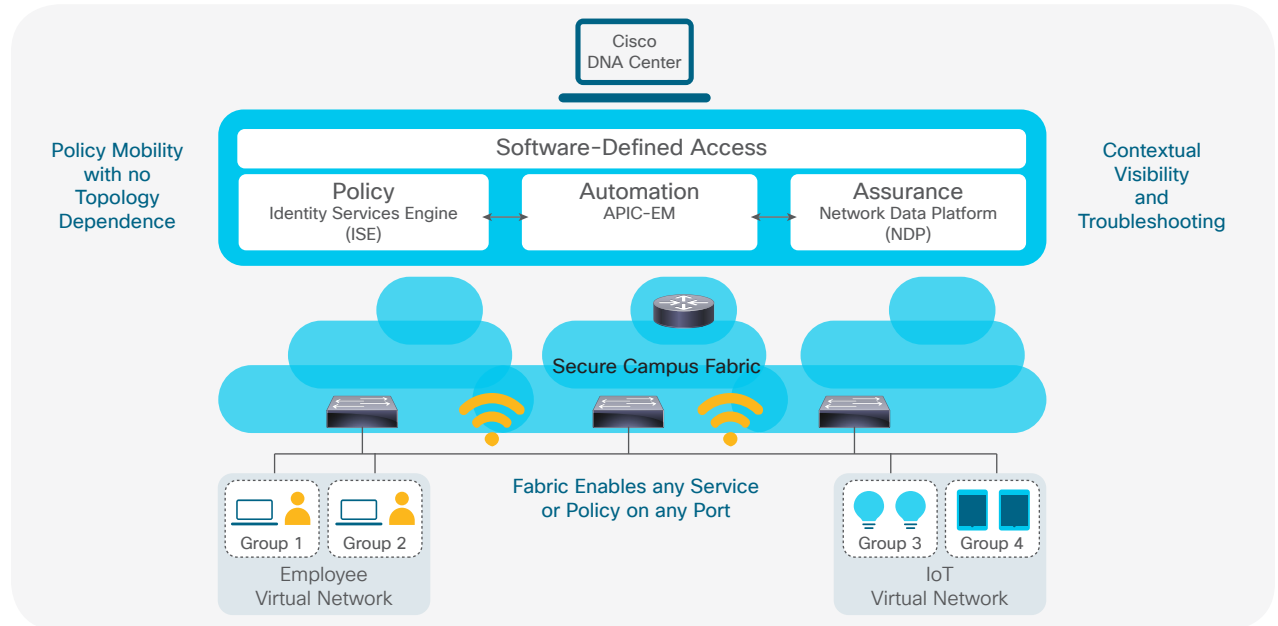 Cisco
DNA Center
Policy Mobility
with no
Topology
Dependence
Software-Defined Access
Policy
Identity Services Engine
(ISE)
Automation
APIC-EM
Assurance
Network Data Platform
(NDP)
Contextual
Visibility
and
Troubleshooting
Secure Campus Fabric
Fabric Enables any Service
or Policy on any Port
Group 1
Group 2
Employee
Virtual Network
Group 3
Group 4
IoT
Virtual Network